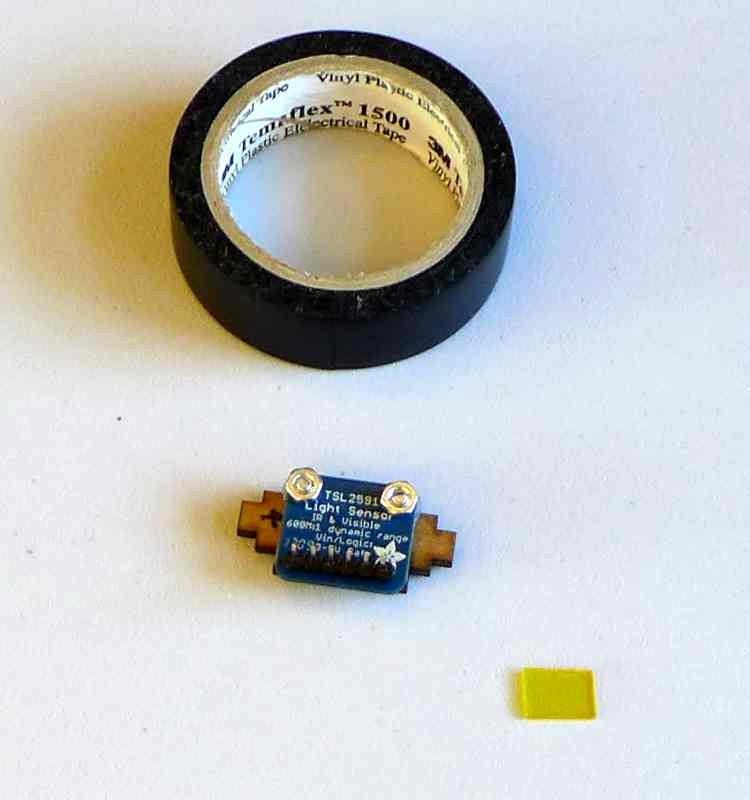 Vinyl Plastic Elec
Temflex™ 1500
Vinyl Plastic Electrical Tape
3M
TSL2591
Light Sensor
IR & Visible
600M:1 dynamic range
Vin/Logic: